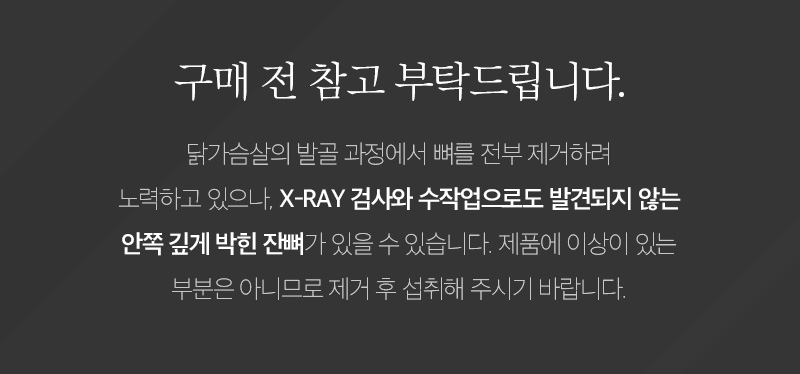 구매 전 참고 부탁드립니다.
닭가슴살의 발골 과정에서 뼈를 전부 제거하려
노력하고 있으나, X-RAY 검사와 수작업으로도 발견되지 않는
안쪽 깊게 박힌 잔뼈가 있을 수 있습니다. 제품에 이상이 있는
부분은 아니므로 제거 후 섭취해 주시기 바랍니다.